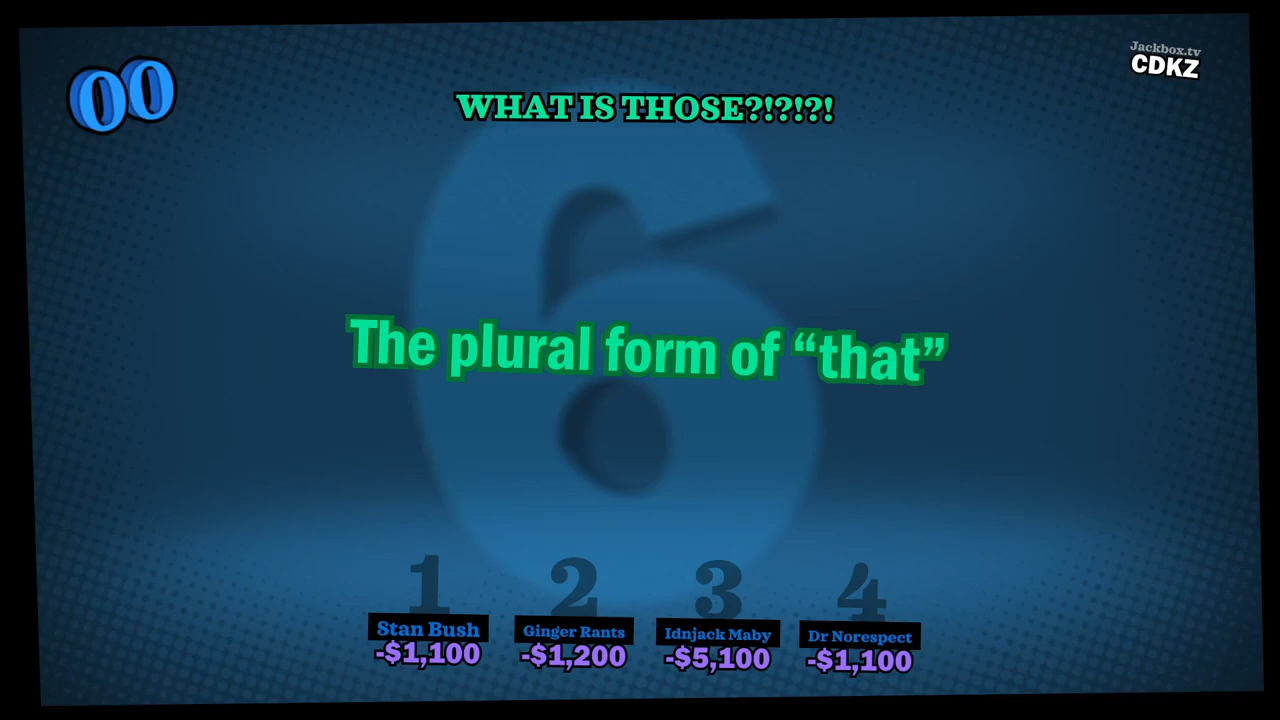 00
Jackbox.tv
CDKZ
WHAT IS THOSE?!?!?!
6
The plural form of “that”
1 2 3 4
Stan Bush Ginger Rants Idnjack Maby Dr Norespect
-$1,100 -$1,200 -$5,100 -$1,100